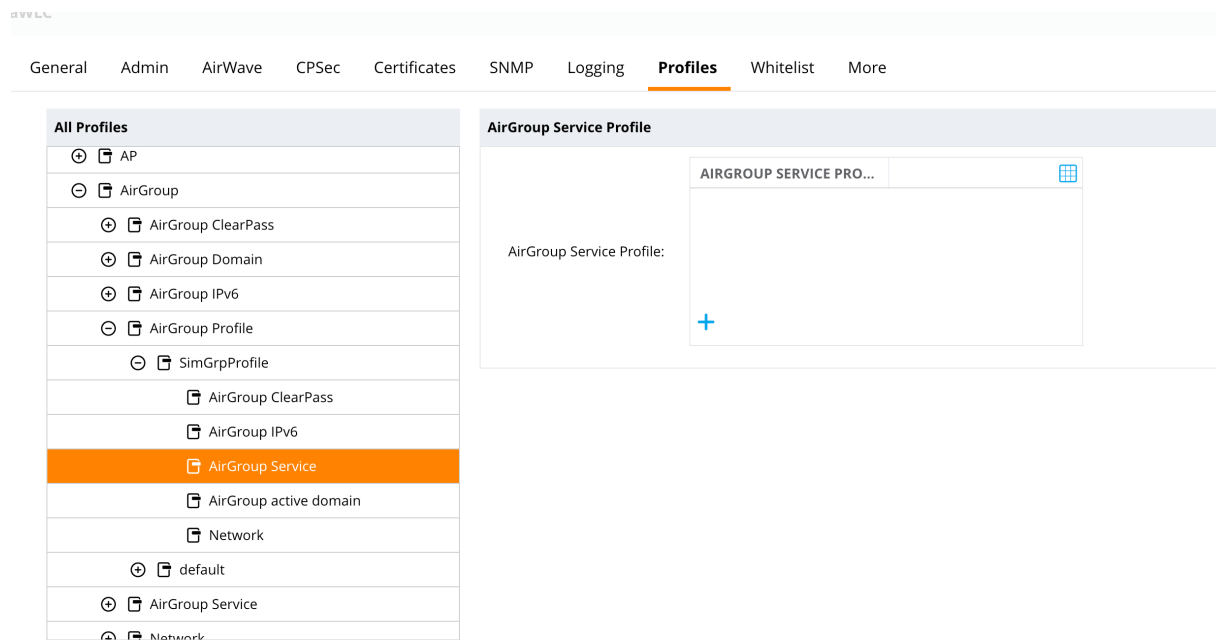 General Admin AirWave CPSec Certificates SNMP Logging Profiles Whitelist More
All Profiles
AP
AirGroup
AirGroup ClearPass
AirGroup Domain
AirGroup IPv6
AirGroup Profile
SimGrpProfile
AirGroup ClearPass
AirGroup IPv6
AirGroup Service
AirGroup active domain
Network
default
AirGroup Service
Network
AirGroup Service Profile
AIRGROUP SERVICE PRO...
AirGroup Service Profile: